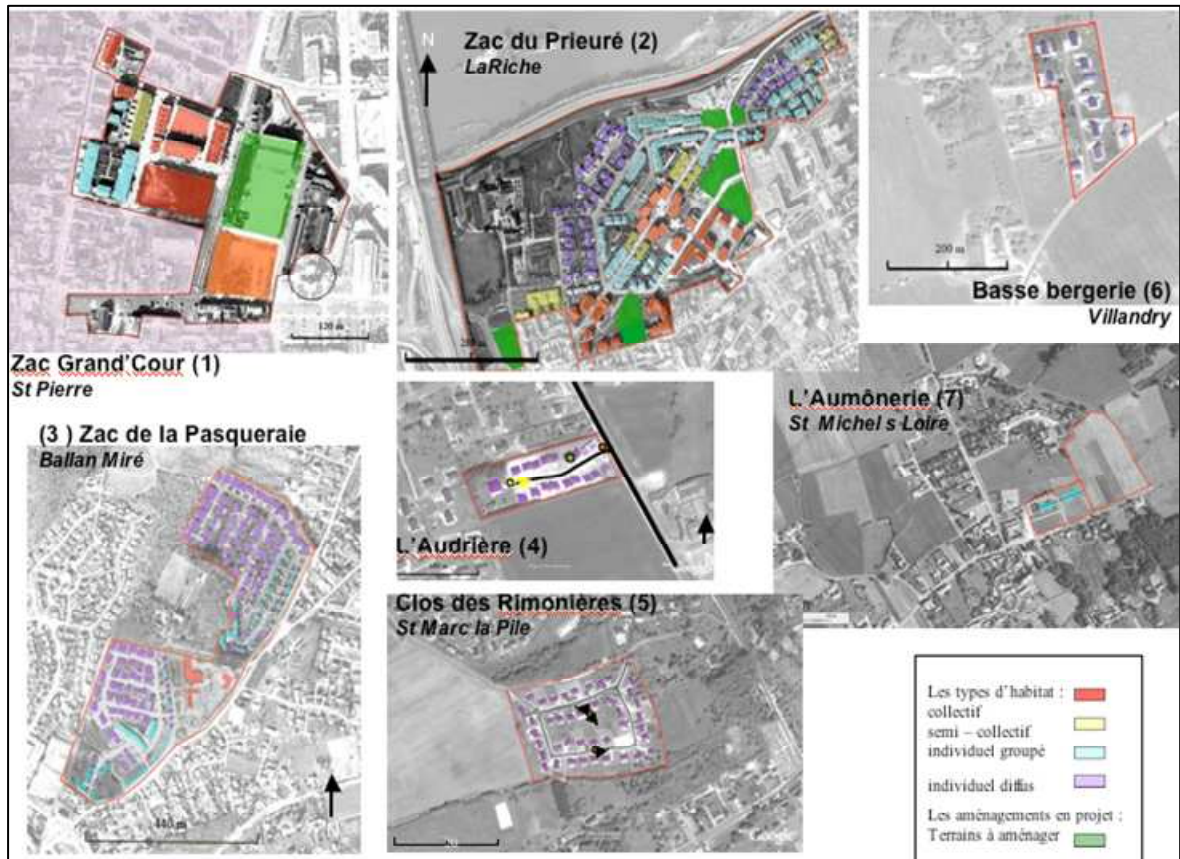 Zac du Prieuré (2)
LaRiche
N
200 m
Basse bergerie (6)
Villandry
120 m
Zac Grand'Cour (1)
St Pierre
L'Aumônerie (7)
St Michel s Loire
(3 ) Zac de la Pasqueraie
Ballan Miré
L'Audrière (4)
Clos des Rimonières (5)
St Marc la Pile
440 m
Les types d'habitat :
collectif
semi – collectif
individuel groupé
individuel diffus
Les aménagements en projet :
Terrains à aménager